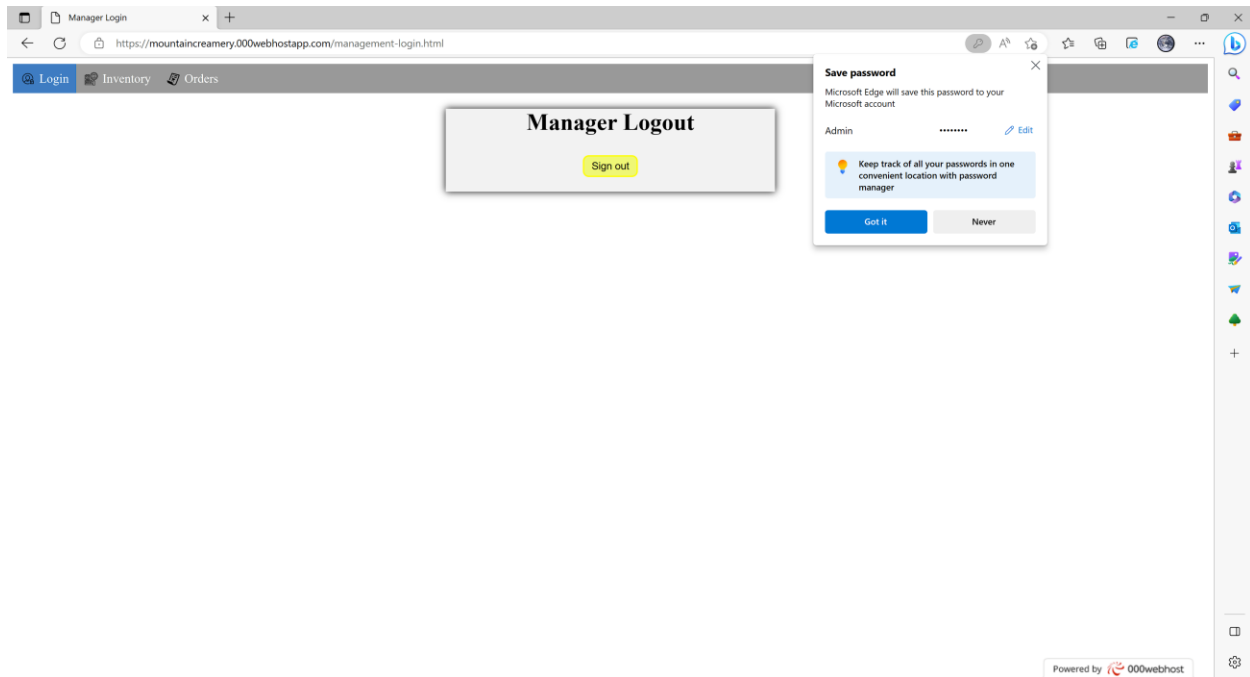 Manager Login
https://mountaincreamery.000webhostapp.com/management-login.html
Login Inventory Orders
Manager Logout
Sign out
Save password
Microsoft Edge will save this password to your
Microsoft account
Admin •••••••• Edit
Keep track of all your passwords in one
convenient location with password
manager
Got it Never
Powered by 000webhost